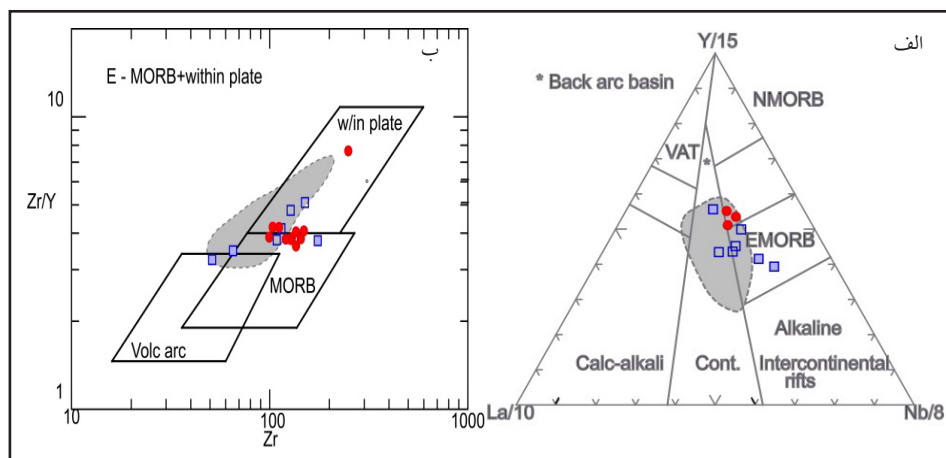 ب
E - MORB+within plate
10
w/in plate
Zr/Y
MORB
Volc arc
1
10
100
1000
Zr
الف
Y/15
* Back arc basin
NMORB
VAT
*
EMORB
Alkaline
Calc-alkali
Cont.
Intercontinental
rifts
La/10
Nb/8